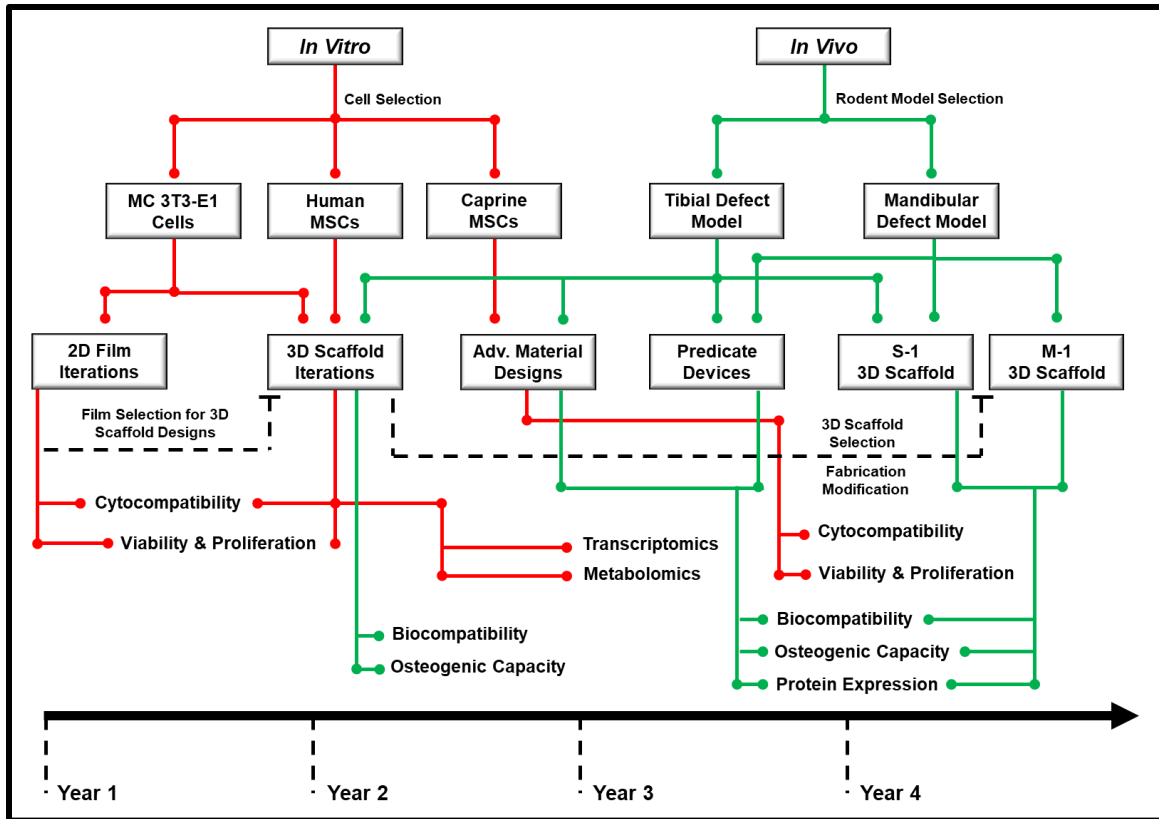 In Vitro
In Vivo
Cell Selection
Rodent Model Selection
MC 3T3-E1
Cells
Human
MSCs
Caprine
MSCs
Tibial Defect
Model
Mandibular
Defect Model
2D Film
Iterations
3D Scaffold
Iterations
Adv. Material
Designs
Predicate
Devices
S-1
3D Scaffold
M-1
3D Scaffold
Film Selection for 3D
Scaffold Designs
3D Scaffold
Selection
Fabrication
Modification
Cytocompatibility
Viability & Proliferation
Transcriptomics
Metabolomics
Cytocompatibility
Viability & Proliferation
Biocompatibility
Osteogenic Capacity
Biocompatibility
Osteogenic Capacity
Protein Expression
Year 1
Year 2
Year 3
Year 4